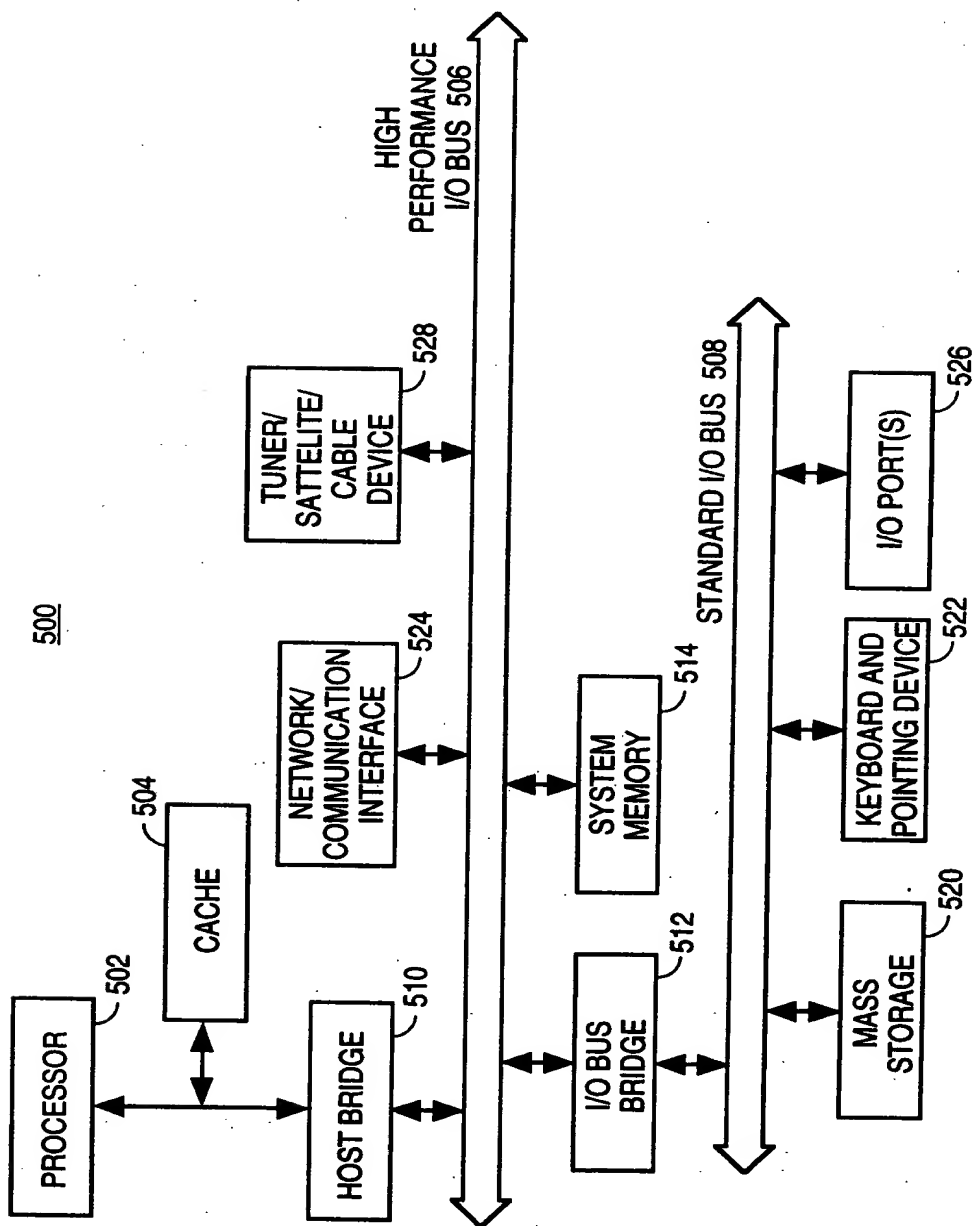 500
PROCESSOR
502
CACHE
504
HOST BRIDGE
510
NETWORK/
COMMUNICATION
INTERFACE
524
TUNER/
SATTELITE/
CABLE
DEVICE
528
HIGH
PERFORMANCE
I/O BUS 506
I/O BUS
BRIDGE
512
SYSTEM
MEMORY
514
STANDARD I/O BUS 508
MASS
STORAGE
520
KEYBOARD AND
POINTING DEVICE
522
I/O PORT(S)
526